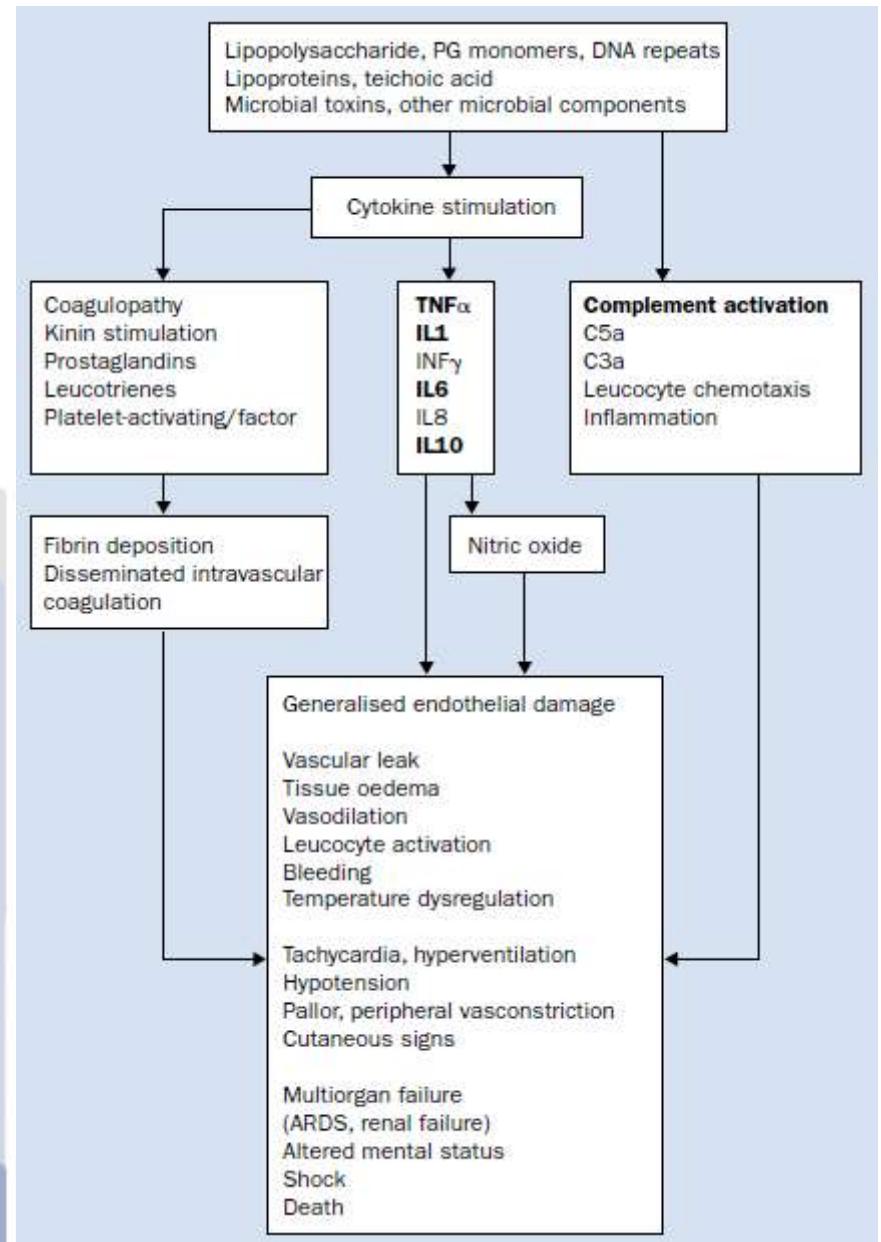 Lipopolysaccharide, PG monomers, DNA repeats
Lipoproteins, teichoic acid
Microbial toxins, other microbial components
Cytokine stimulation
Coagulopathy
Kinin stimulation
Prostaglandins
Leucotrienes
Platelet-activating/factor
TNFα
IL1
INFγ
IL6
IL8
IL10
Complement activation
C5a
C3a
Leucocyte chemotaxis
Inflammation
Fibrin deposition
Disseminated intravascular
coagulation
Nitric oxide
Generalised endothelial damage
Vascular leak
Tissue oedema
Vasodilation
Leucocyte activation
Bleeding
Temperature dysregulation
Tachycardia, hyperventilation
Hypotension
Pallor, peripheral vasconstriction
Cutaneous signs
Multiorgan failure
(ARDS, renal failure)
Altered mental status
Shock
Death